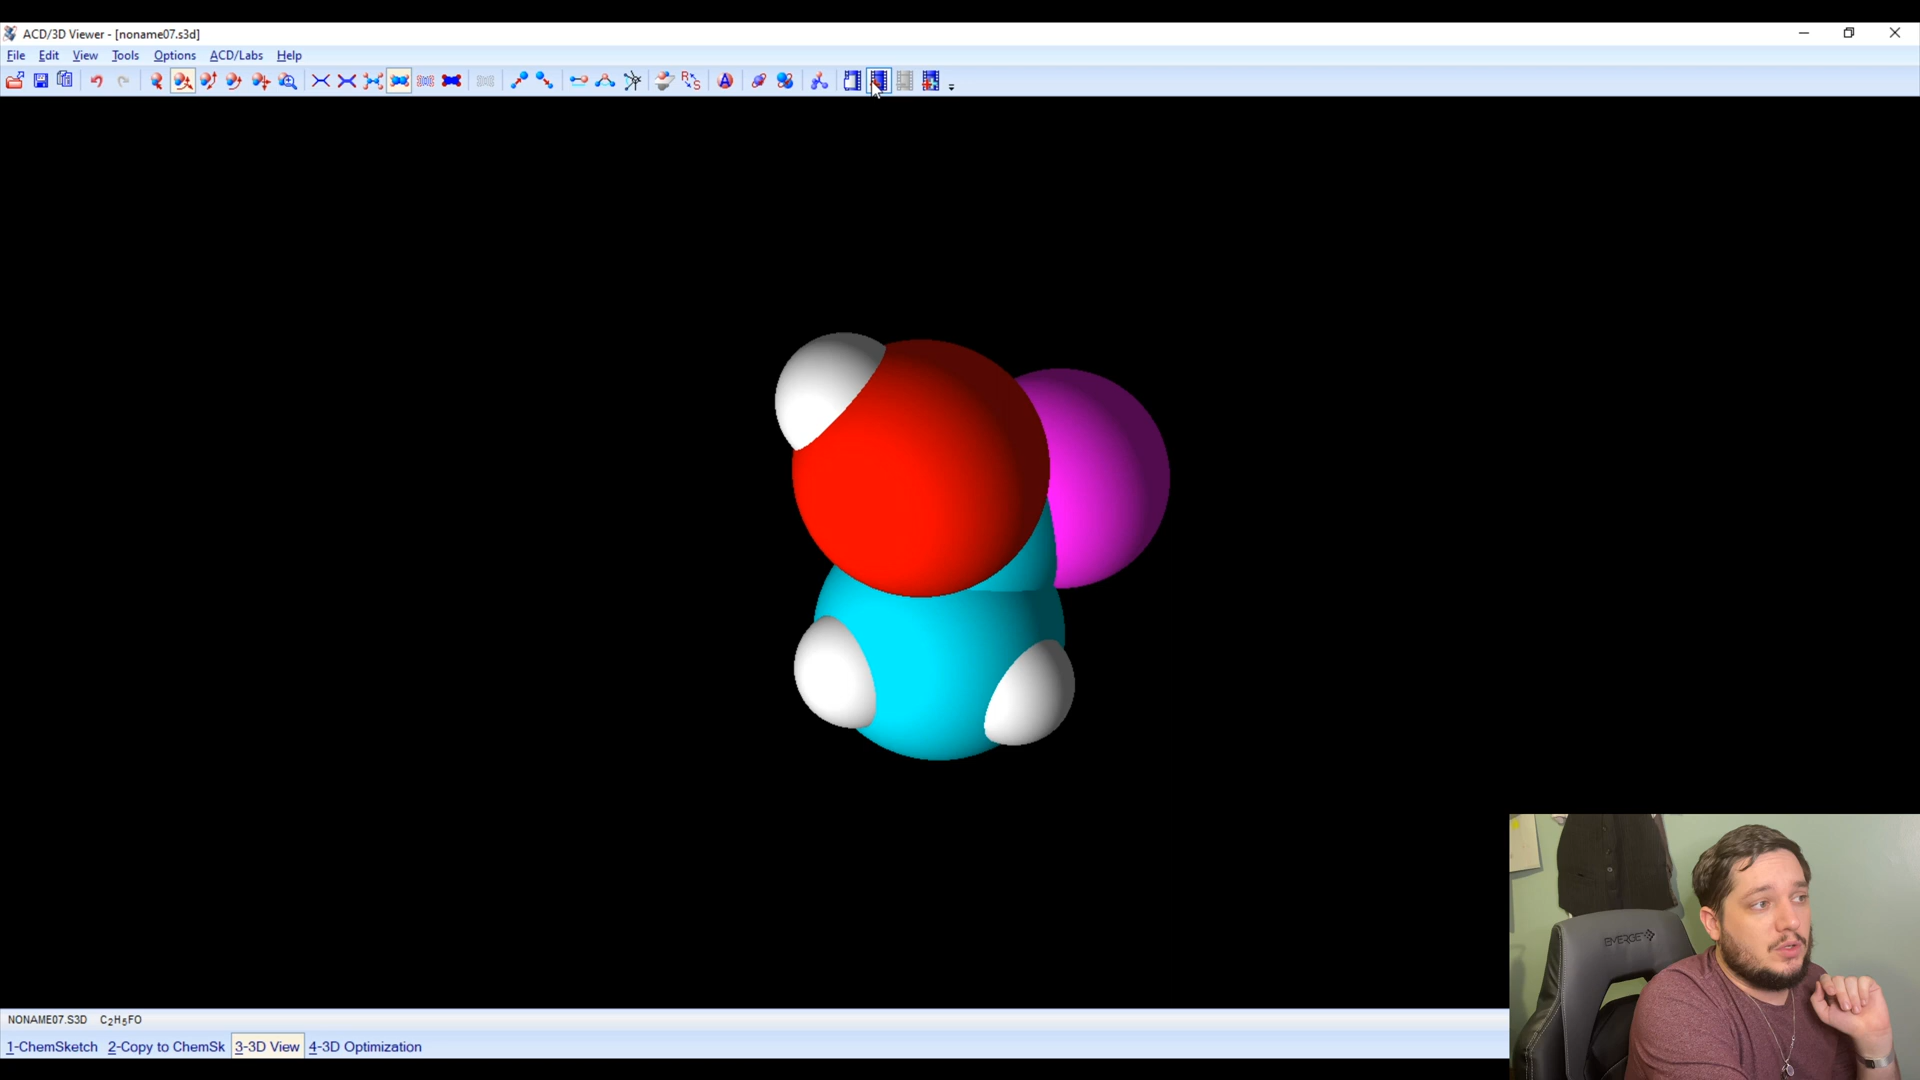 ACD/3D Viewer - [noname07.s3d]
File Edit View Tools Options ACD/Labs Help
NONAME07.S3D C2H5FO
1-ChemSketch 2-Copy to ChemSk 3-3D View 4-3D Optimization
EMERGE